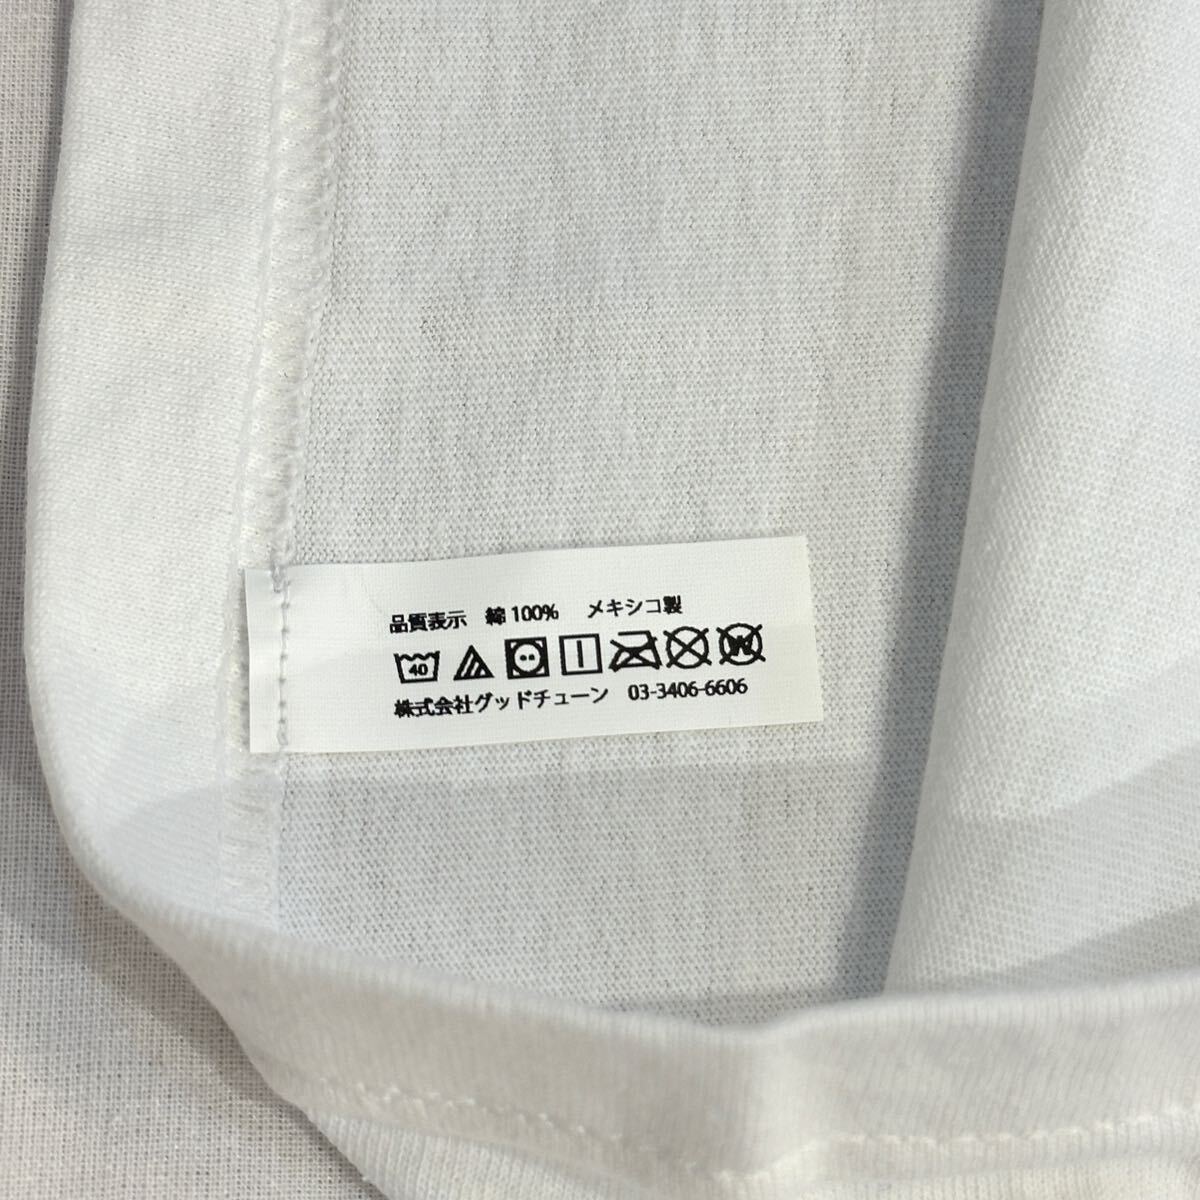 品質表示 綿100% メキシコ製
40 W
株式会社グッドチューン 03-3406-6606